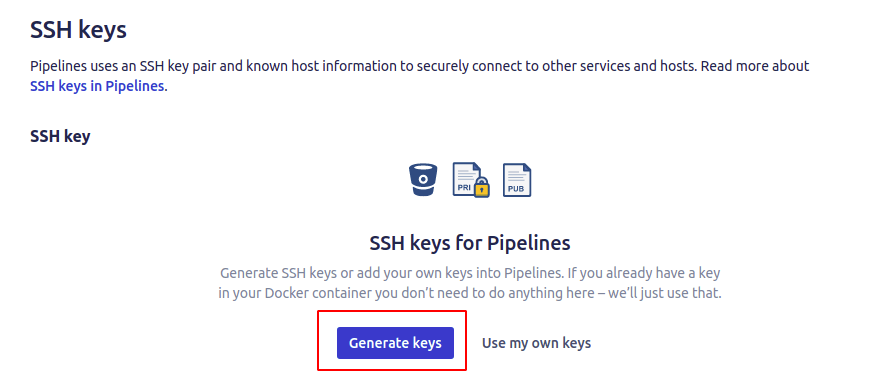 SSH keys
Pipelines uses an SSH key pair and known host information to securely connect to other services and hosts. Read more about
SSH keys in Pipelines.
SSH key
PRI
PUB
SSH keys for Pipelines
Generate SSH keys or add your own keys into Pipelines. If you already have a key
in your Docker container you don’t need to do anything here – we’ll just use that.
Generate keys
Use my own keys